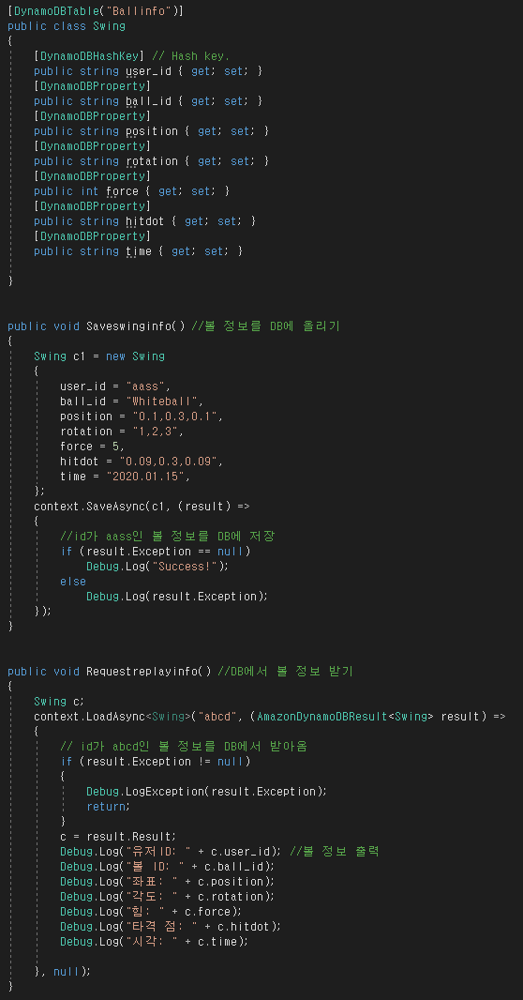 [DynamoDBTable("Ballinfo")]
public class Swing
{
    [DynamoDBHashKey] // Hash key.
    public string user_id { get; set; }
    [DynamoDBProperty]
    public string ball_id { get; set; }
    [DynamoDBProperty]
    public string position { get; set; }
    [DynamoDBProperty]
    public string rotation { get; set; }
    [DynamoDBProperty]
    public int force { get; set; }
    [DynamoDBProperty]
    public string hitdot { get; set; }
    [DynamoDBProperty]
    public string time { get; set; }
}
public void Saveswinginfo() //볼 정보를 DB에 올리기
{
    Swing c1 = new Swing
    {
        user_id = "aass",
        ball_id = "Whiteball",
        position = "0.1,0.3,0.1",
        rotation = "1,2,3",
        force = 5,
        hitdot = "0.09,0.3,0.09",
        time = "2020.01.15",
    };
    context.SaveAsync(c1, (result) =>
    {
        //id가 aass인 볼 정보를 DB에 저장
        if (result.Exception == null)
            Debug.Log("Success!");
        else
            Debug.Log(result.Exception);
    });
}
public void Requestreplayinfo() //DB에서 볼 정보 받기
{
    Swing c;
    context.LoadAsync<Swing>("abcd", (AmazonDynamoDBResult<Swing> result) =>
    {
        // id가 abcd인 볼 정보를 DB에서 받아옴
        if (result.Exception != null)
        {
            Debug.LogException(result.Exception);
            return;
        }
        c = result.Result;
        Debug.Log("유저ID: " + c.user_id); //볼 정보 출력
        Debug.Log("볼 ID: " + c.ball_id);
        Debug.Log("좌표: " + c.position);
        Debug.Log("각도: " + c.rotation);
        Debug.Log("힘: " + c.force);
        Debug.Log("타격 점: " + c.hitdot);
        Debug.Log("시각: " + c.time);
    }, null);
}